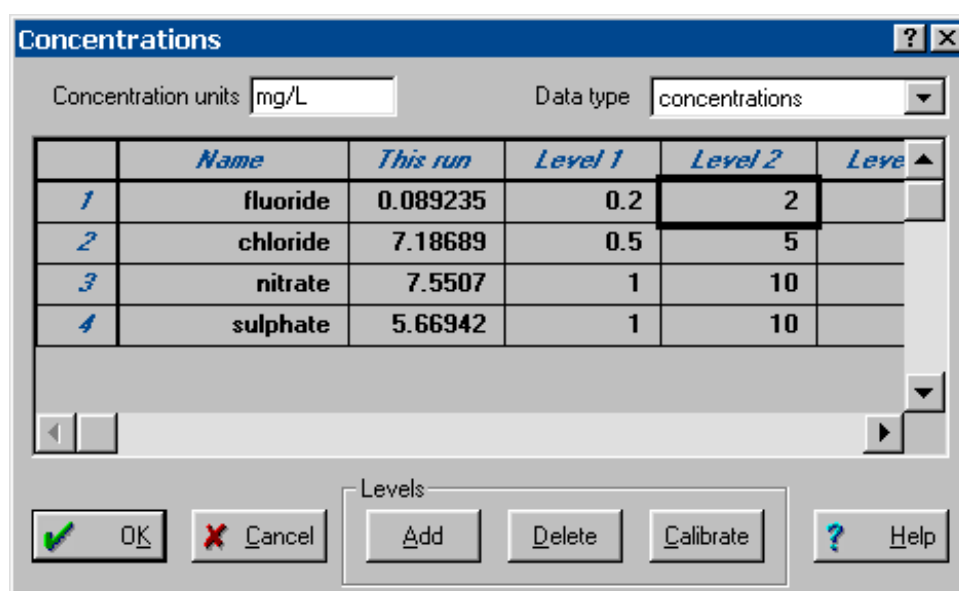 Concentrations
Concentration units mg/L Data type concentrations
Name This run Level 1 Level 2 Leve
1 fluoride 0.089235 0.2 2
2 chloride 7.18689 0.5 5
3 nitrate 7.5507 1 10
4 sulphate 5.66942 1 10
Levels
OK Cancel Add Delete Calibrate ? Help